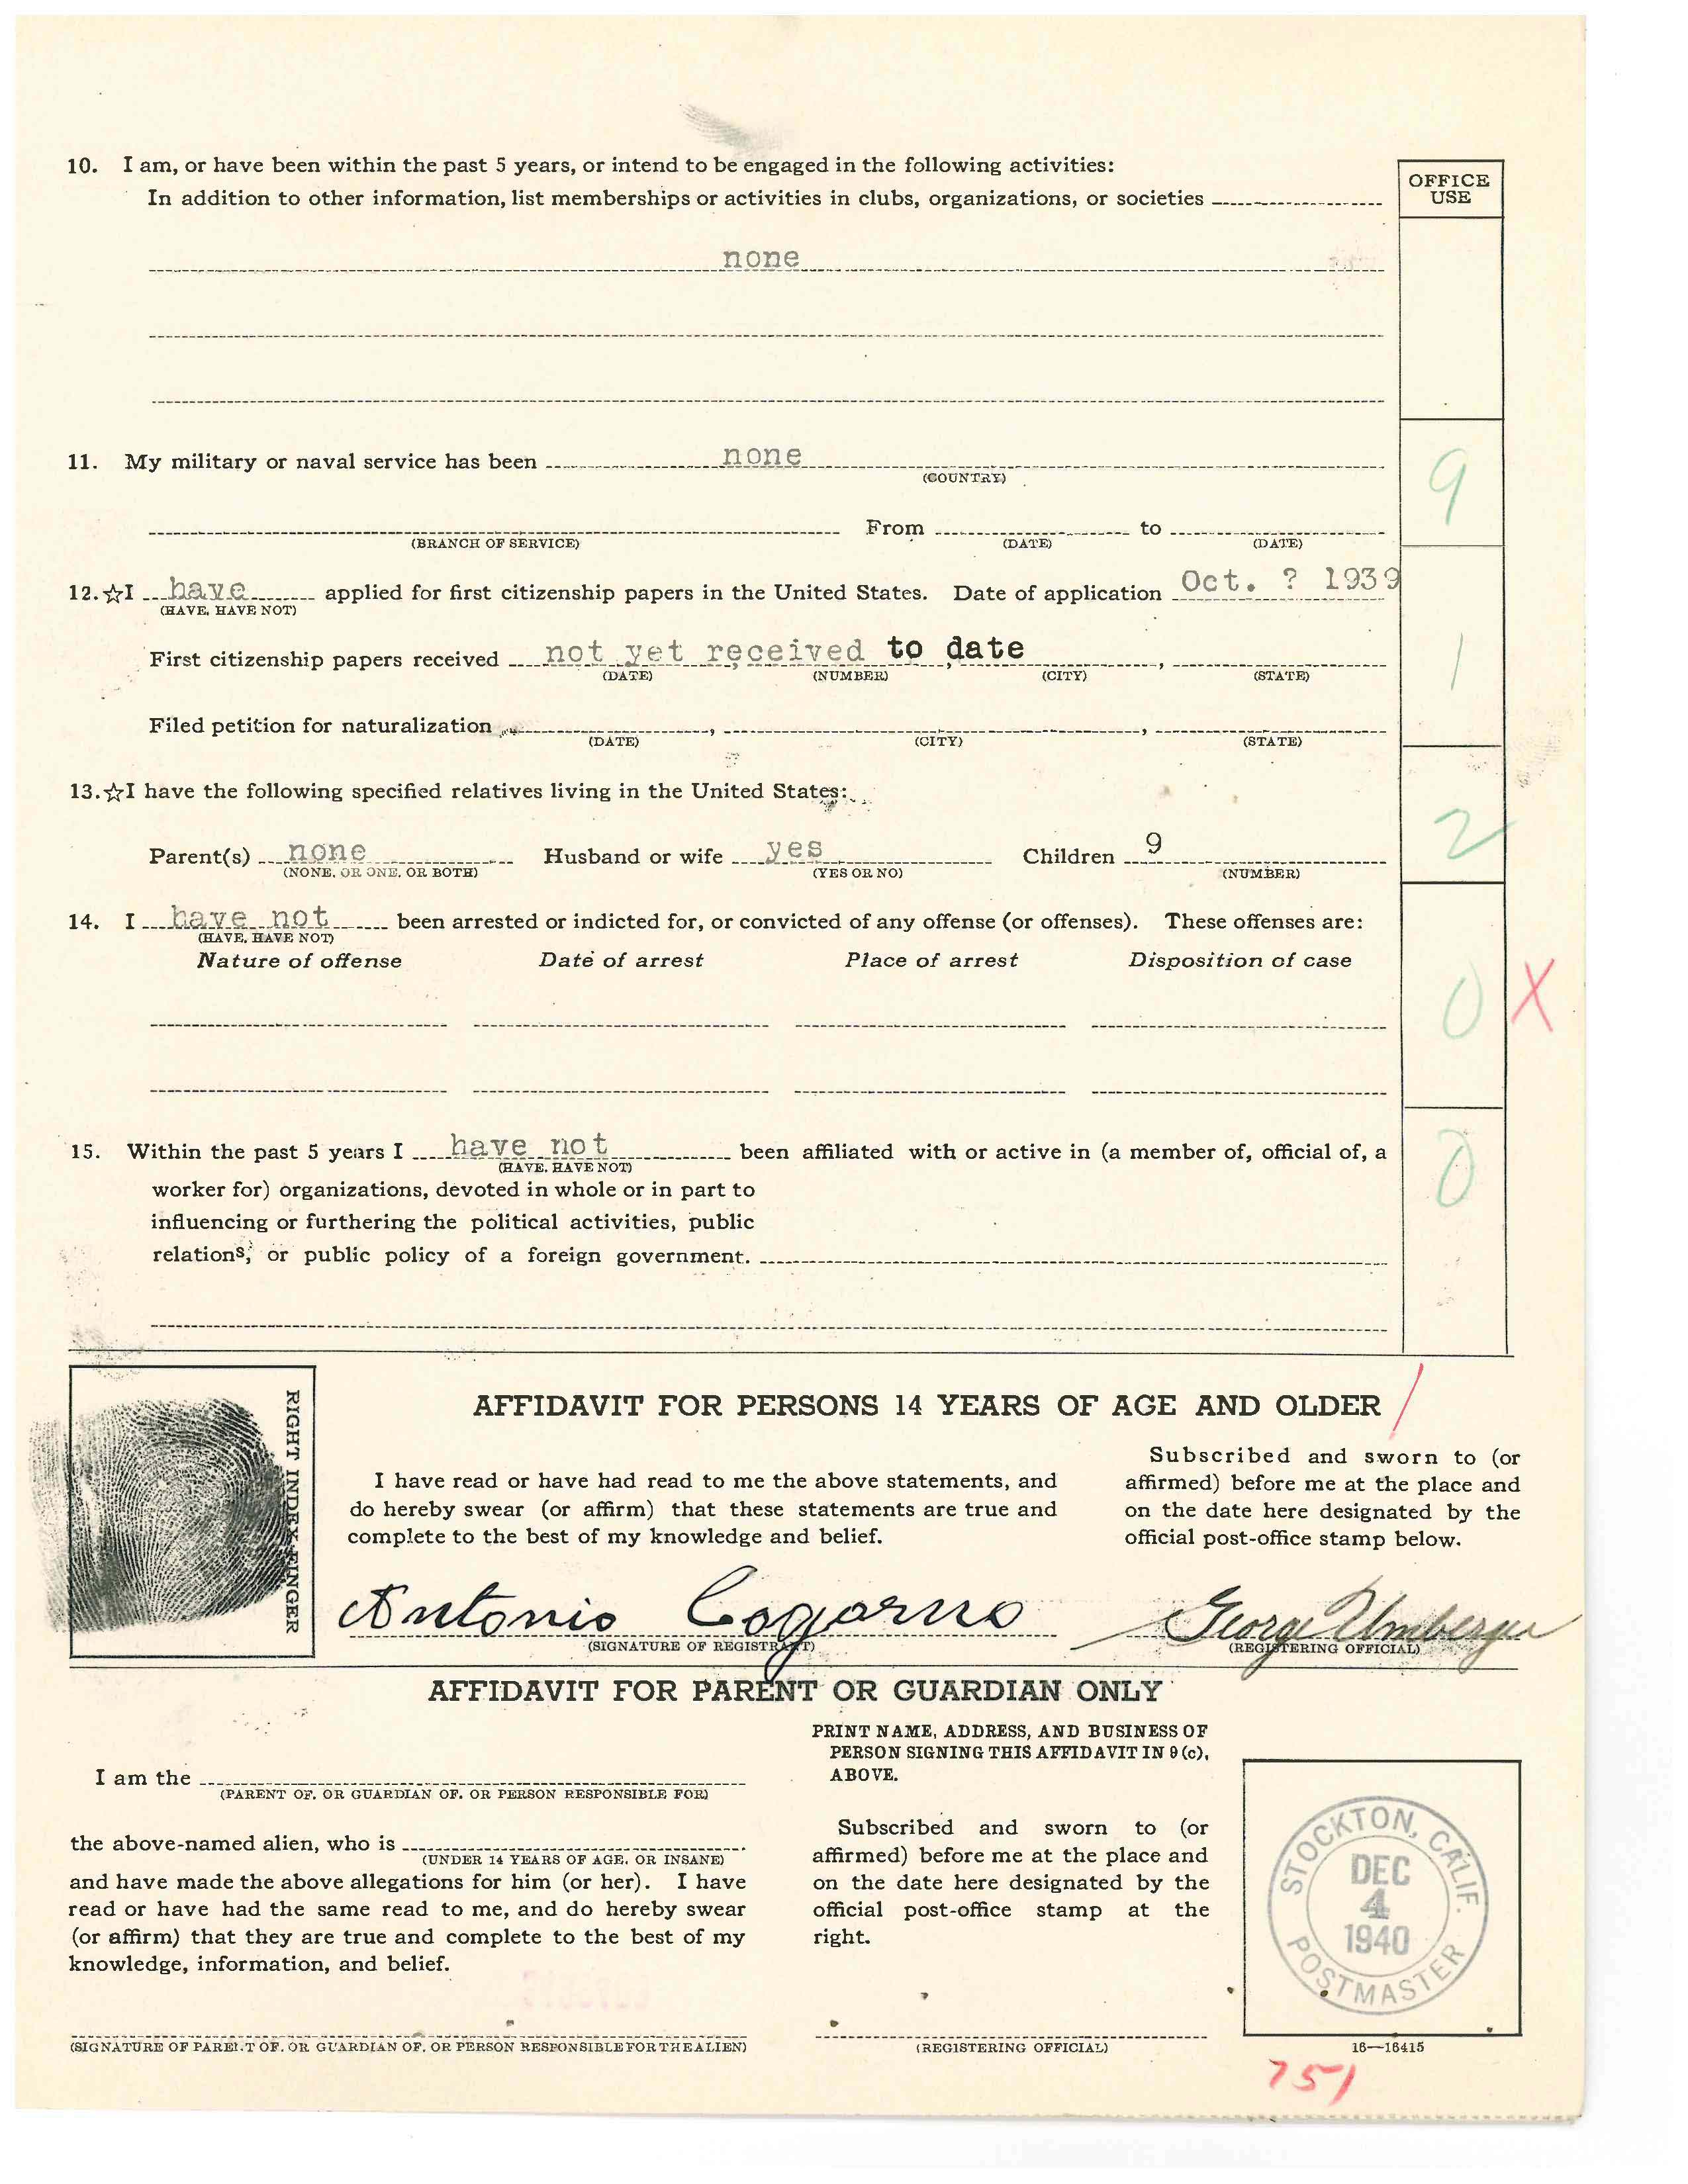 10. I am, or have been within the past 5 years, or intend to be engaged in the following activities:
In addition to other information, list memberships or activities in clubs, organizations, or societies
OFFICE
USE
none
11. My military or naval service has been none
(COUNTRY)
9
From to
(BRANCH OF SERVICE) (DATE) (DATE)
12. ☆I have applied for first citizenship papers in the United States. Date of application Oct. ? 1939
(HAVE, HAVE NOT)
First citizenship papers received not yet received to date , 
(DATE) (NUMBER) (CITY) (STATE)
1
Filed petition for naturalization , ,
(DATE) (CITY) (STATE)
13. ☆I have the following specified relatives living in the United States:
2
Parent(s) none Husband or wife yes Children 9
(NONE, OR ONE, OR BOTH) (YES OR NO) (NUMBER)
14. I have not been arrested or indicted for, or convicted of any offense (or offenses). These offenses are:
(HAVE, HAVE NOT)
Nature of offense Date of arrest Place of arrest Disposition of case
0 X
15. Within the past 5 years I have not been affiliated with or active in (a member of, official of, a
(HAVE, HAVE NOT)
0
worker for) organizations, devoted in whole or in part to
influencing or furthering the political activities, public
relations, or public policy of a foreign government.
RIGHT INDEX FINGER
AFFIDAVIT FOR PERSONS 14 YEARS OF AGE AND OLDER
I have read or have had read to me the above statements, and
do hereby swear (or affirm) that these statements are true and
complete to the best of my knowledge and belief.
Subscribed and sworn to (or
affirmed) before me at the place and
on the date here designated by the
official post-office stamp below.
Antonio Cogorno
(SIGNATURE OF REGISTRANT)
George Umberger
(REGISTERING OFFICIAL)
AFFIDAVIT FOR PARENT OR GUARDIAN ONLY
I am the
(PARENT OF, OR GUARDIAN OF, OR PERSON RESPONSIBLE FOR)
the above-named alien, who is
(UNDER 14 YEARS OF AGE, OR INSANE)
and have made the above allegations for him (or her). I have
read or have had the same read to me, and do hereby swear
(or affirm) that they are true and complete to the best of my
knowledge, information, and belief.
(SIGNATURE OF PARENT OF, OR GUARDIAN OF, OR PERSON RESPONSIBLE FOR THE ALIEN)
PRINT NAME, ADDRESS, AND BUSINESS OF
PERSON SIGNING THIS AFFIDAVIT IN 9 (c),
ABOVE.
Subscribed and sworn to (or
affirmed) before me at the place and
on the date here designated by the
official post-office stamp at the
right.
(REGISTERING OFFICIAL)
STOCKTON, CALIF.
DEC
4
1940
POSTMASTER
16—16415
751